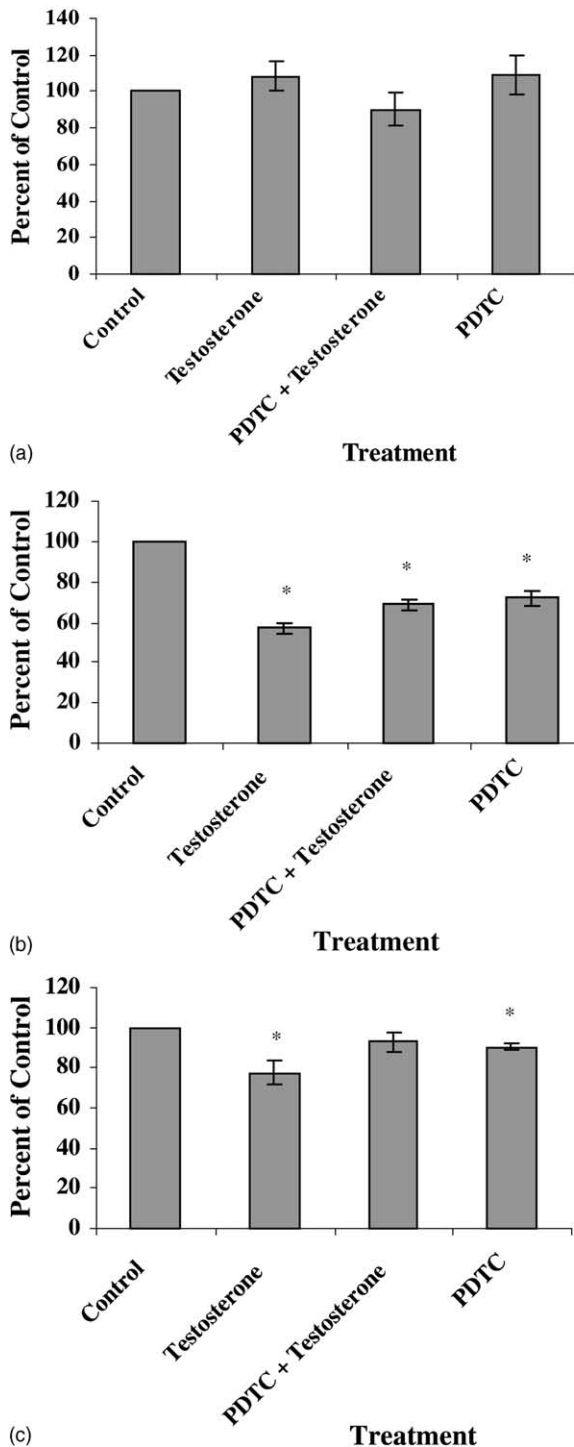 140
120
100
80
60
40
20
0
Percent of Control
Control
Testosterone
PDTC + Testosterone
PDTC
(a)
Treatment
120
100
80
60
40
20
0
Percent of Control
*
*
*
Control
Testosterone
PDTC + Testosterone
PDTC
(b)
Treatment
120
100
80
60
40
20
0
Percent of Control
*
*
Control
Testosterone
PDTC + Testosterone
PDTC
(c)
Treatment